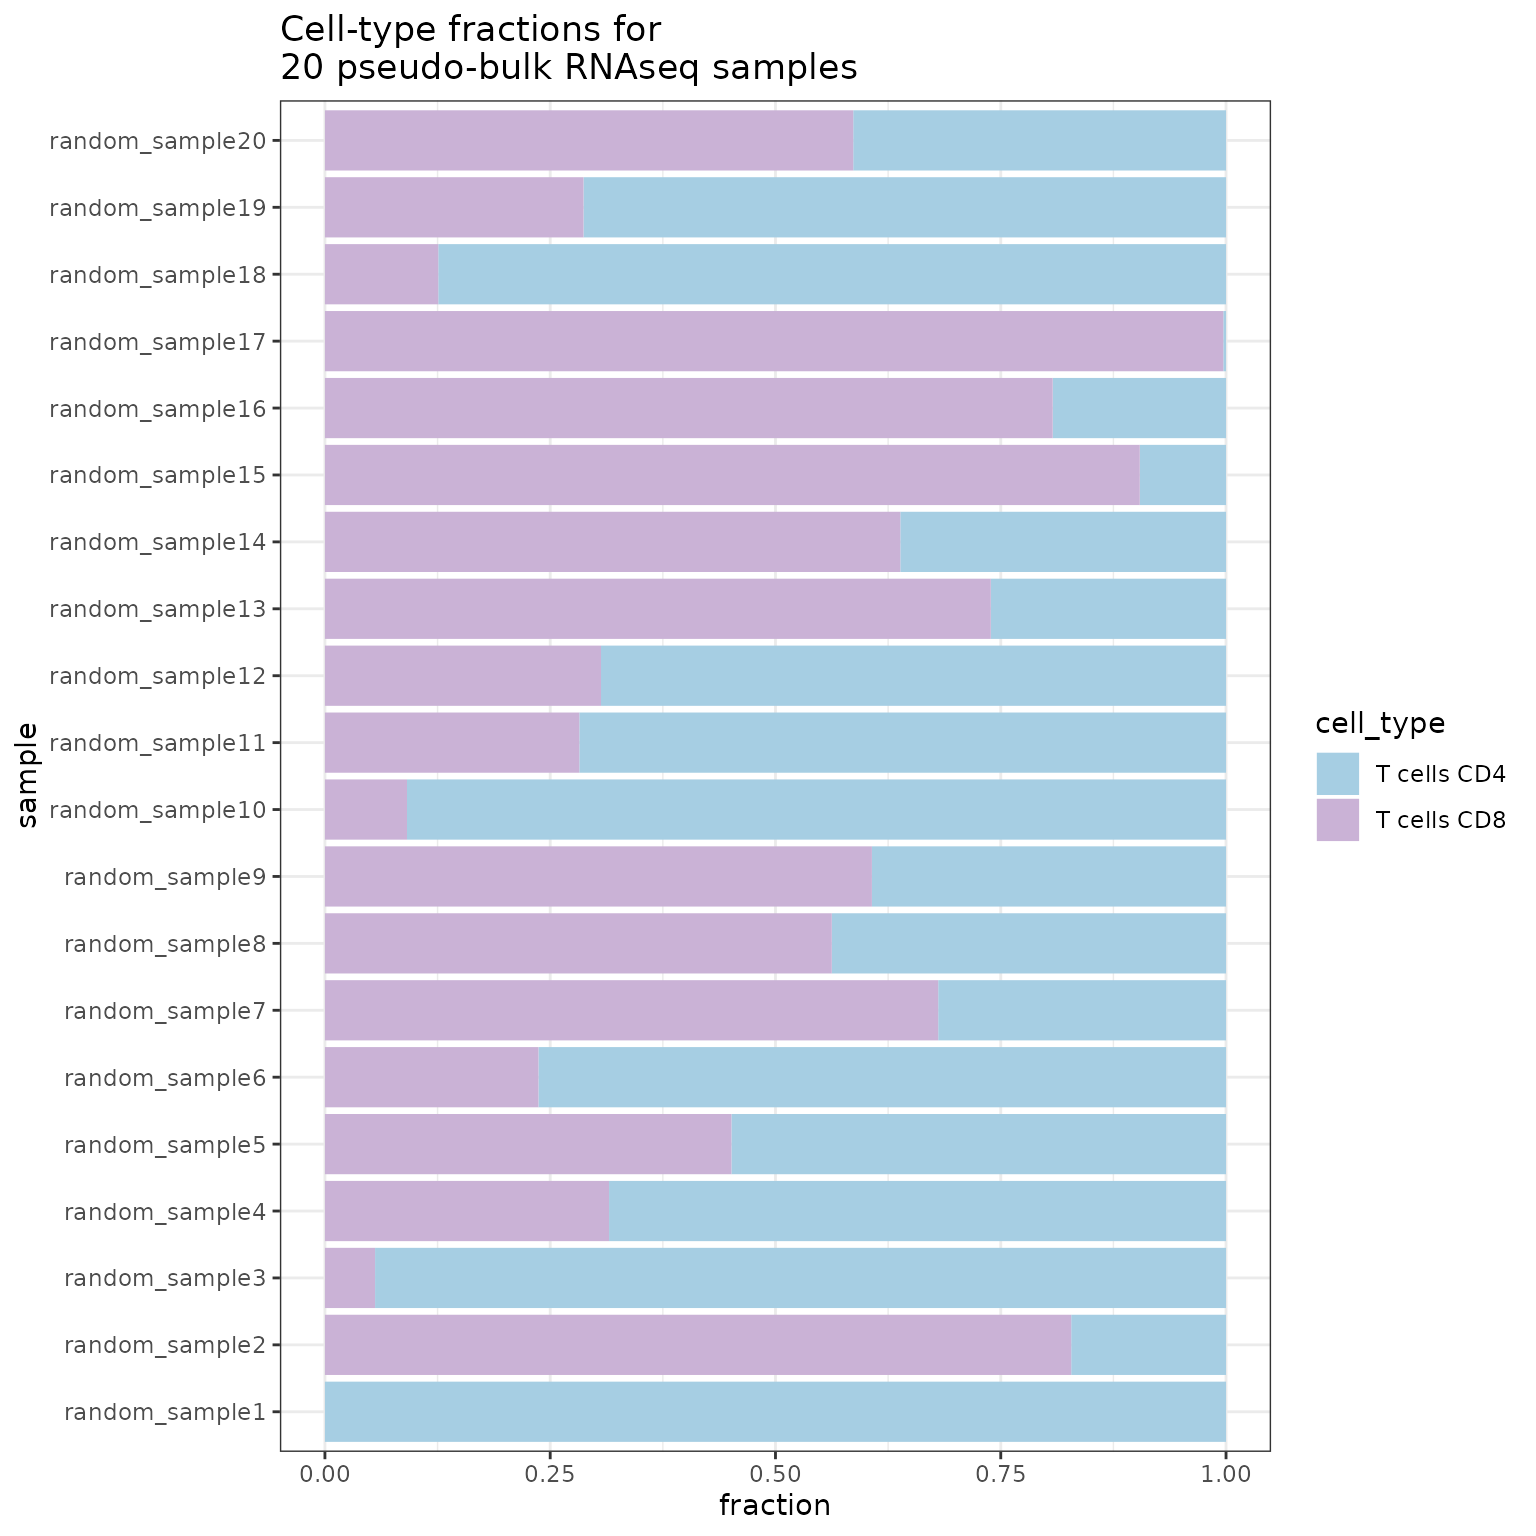 Cell-type fractions for
20 pseudo-bulk RNAseq samples
sample
random_sample20
random_sample19
random_sample18
random_sample17
random_sample16
random_sample15
random_sample14
random_sample13
random_sample12
random_sample11
random_sample10
random_sample9
random_sample8
random_sample7
random_sample6
random_sample5
random_sample4
random_sample3
random_sample2
random_sample1
0.00 0.25 0.50 0.75 1.00
fraction
cell_type
T cells CD4
T cells CD8